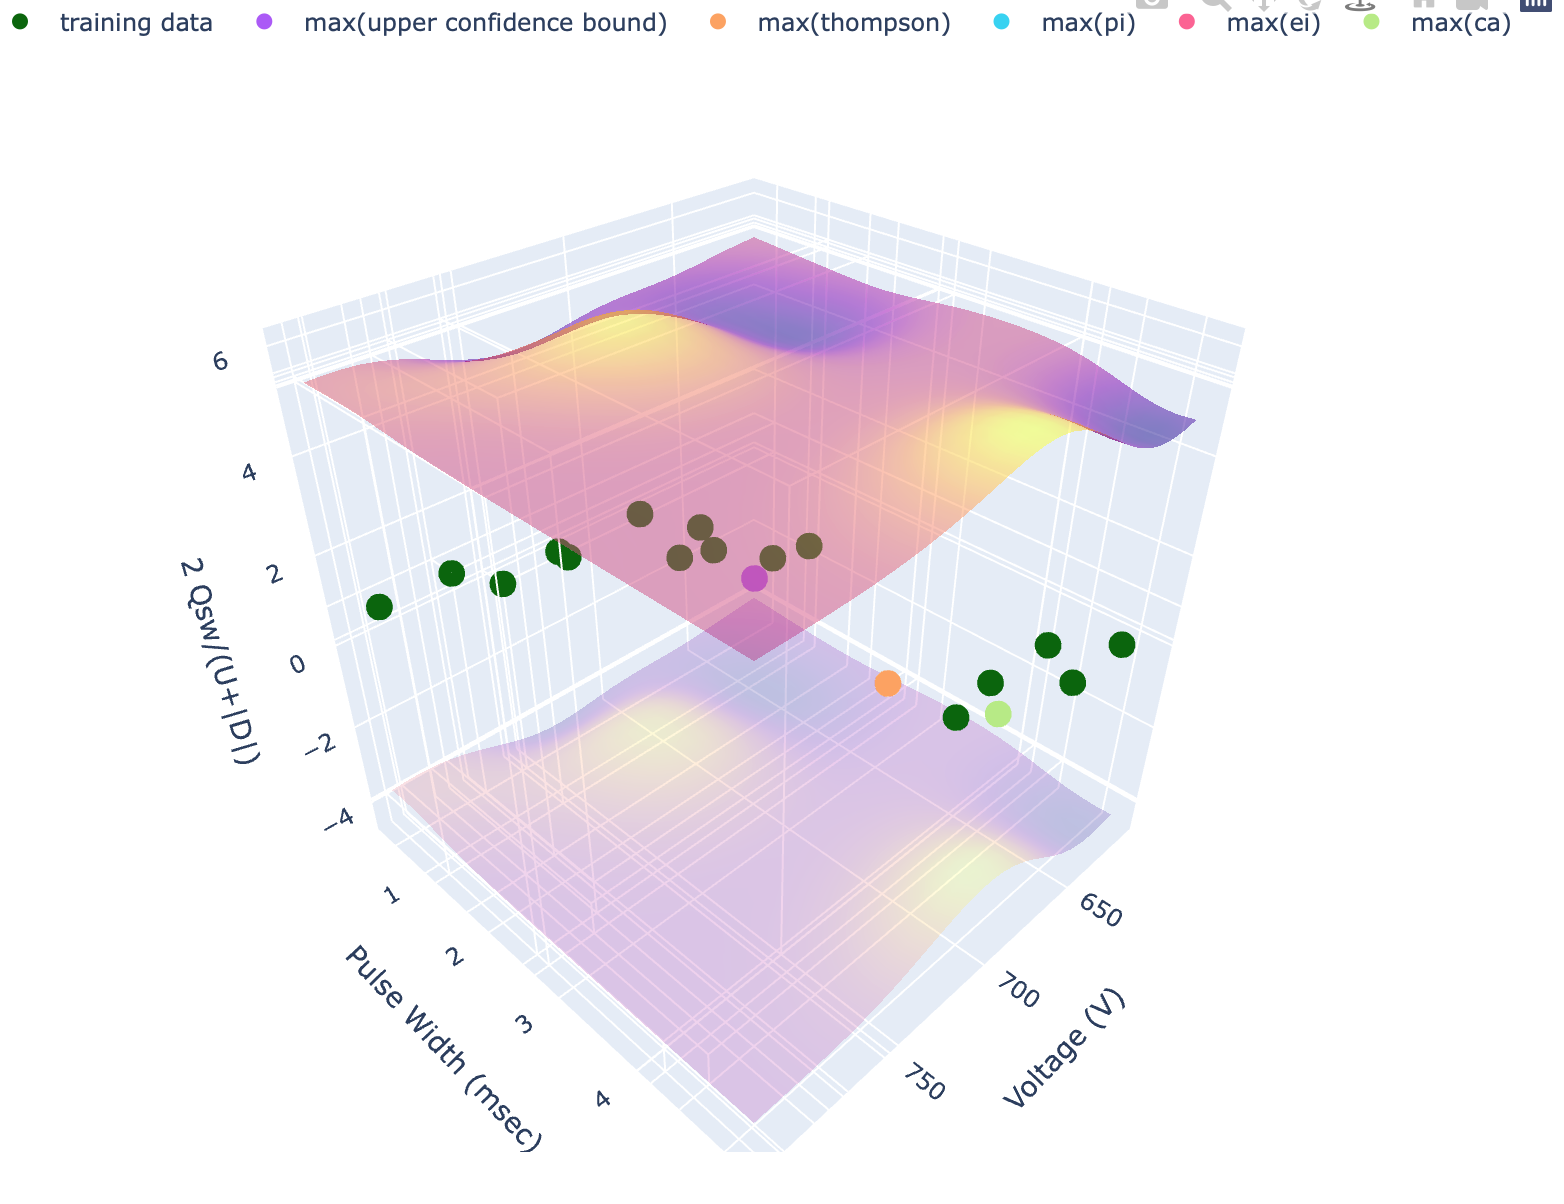 training data
max(upper confidence bound)
max(thompson)
max(pi)
max(ei)
max(ca)
6
4
2
0
−2
−4
2 Qsw/(U+|D|)
1
2
3
4
Pulse Width (msec)
650
700
750
Voltage (V)